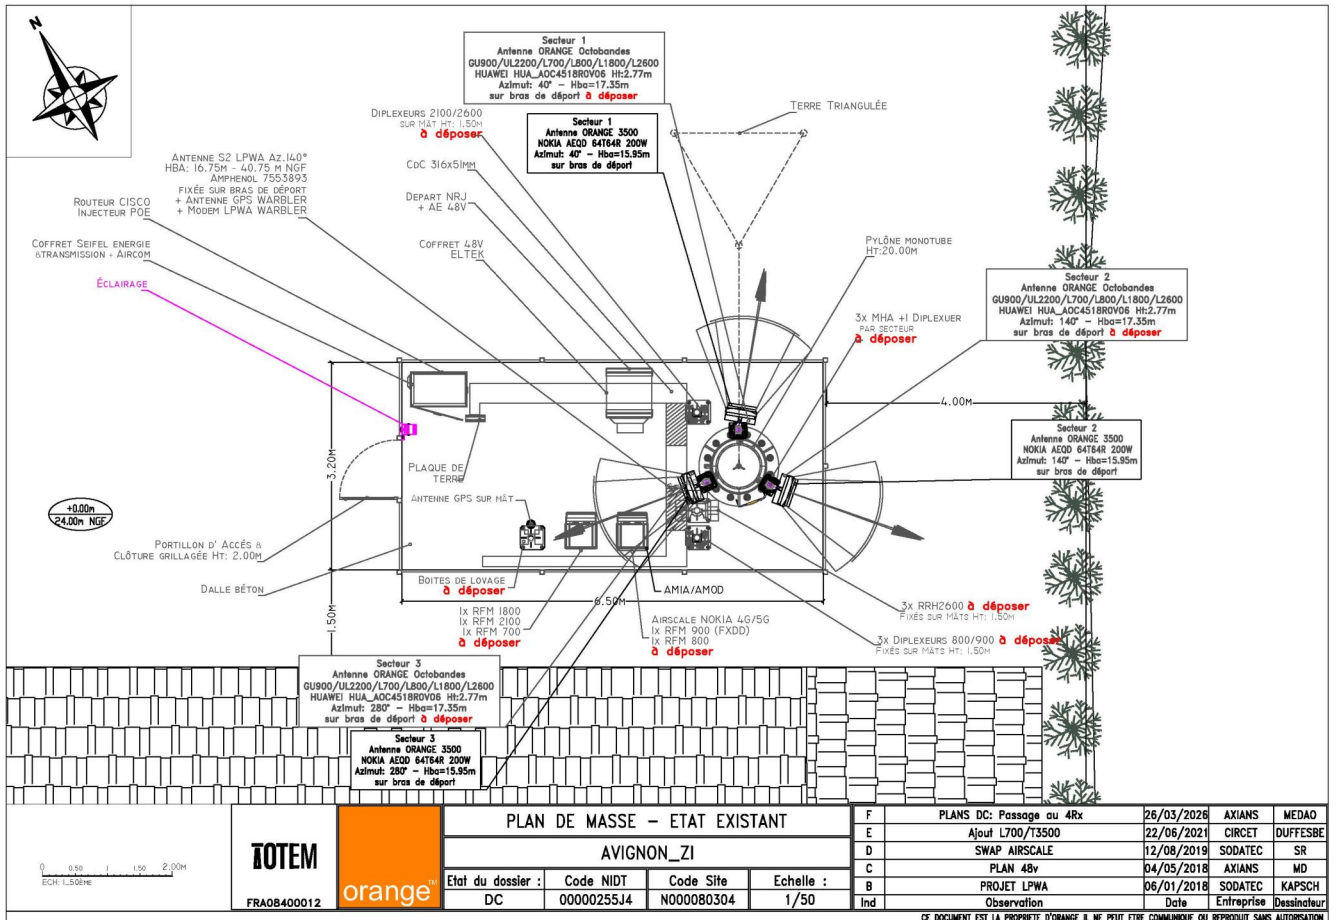 N
Secteur 1
Antenne ORANGE Octobandes
GU900/UL2200/L700/L800/L1800/L2600
HUAWEI HUA_AOC4518R0V06 Ht:2.77m
Azimut: 40° - Hba=17.35m
sur bras de départ à déposer
Secteur 1
Antenne ORANGE 3500
NOKIA AEQD 64T64R 200W
Azimut: 40° - Hba=15.95m
sur bras de départ
TERRE TRIANGULÉE
DIPLEXEURS 2100/2600
SUR MÂT HT: 1.50M
à déposer
CDC 316x51MM
DEPART NRJ
+ AE 48V
COFFRET 48V
ELTEK
ANTENNE S2 LPWA AZ.140°
HBA: 16.75M - 40.75 M NGF
AMPHENOL 7553893
FIXÉE SUR BRAS DE DÉPORT
+ ANTENNE GPS WARBLER
+ MODEM LPWA WARBLER
ROUTEUR CISCO
INJECTEUR POE
COFFRET SEIFEL ENERGIE
&TRANSMISSION + AIRCOM
ÉCLAIRAGE
PYLÔNE MONOTUBE
HT:20.00M
Secteur 2
Antenne ORANGE Octobandes
GU900/UL2200/L700/L800/L1800/L2600
HUAWEI HUA_AOC4518R0V06 Ht:2.77m
Azimut: 140° - Hba=17.35m
sur bras de départ à déposer
3x MHA +1 DIPLEXUER
PAR SECTEUR
à déposer
4.00M
Secteur 2
Antenne ORANGE 3500
NOKIA AEQD 64T64R 200W
Azimut: 140° - Hba=15.95m
sur bras de départ
3.20M
PLAQUE DE
TERRE
ANTENNE GPS SUR MÂT
+0.00m
24.00m NGF
PORTILLON D' ACCÉS &
CLÔTURE GRILLAGÉE HT: 2.00M
DALLE BÉTON
BOITES DE LOVAGE
à déposer
6.50M
AMIA/AMOD
1.50M
1x RFM 1800
1x RFM 2100
1x RFM 700
à déposer
AIRSCALE NOKIA 4G/5G
1x RFM 900 (FXDD)
1x RFM 800
à déposer
3x RRH2600 à déposer
FIXÉS SUR MÂTS HT: 1.50M
3x DIPLEXEURS 800/900 à déposer
FIXÉS SUR MÂTS HT: 1.50M
Secteur 3
Antenne ORANGE Octobandes
GU900/UL2200/L700/L800/L1800/L2600
HUAWEI HUA_AOC4518R0V06 Ht:2.77m
Azimut: 280° - Hba=17.35m
sur bras de départ à déposer
Secteur 3
Antenne ORANGE 3500
NOKIA AEQD 64T64R 200W
Azimut: 280° - Hba=15.95m
sur bras de départ
0 0.50 1 1.50 2.00M
ECH: 1_50ÈME
TOTEM
FRA08400012
orange™
PLAN DE MASSE - ETAT EXISTANT
AVIGNON_ZI
Etat du dossier : Code NIDT Code Site Echelle :
DC 00000255J4 N000080304 1/50
F PLANS DC: Passage au 4Rx 26/03/2026 AXIANS MEDAO
E Ajout L700/T3500 22/06/2021 CIRCET DUFFESBE
D SWAP AIRSCALE 12/08/2019 SODATEC SR
C PLAN 48v 04/05/2018 AXIANS MD
B PROJET LPWA 06/01/2018 SODATEC KAPSCH
Ind Observation Date Entreprise Dessinateur
CE DOCUMENT EST LA PROPRIETE D'ORANGE IL NE PEUT ETRE COMMUNIQUE OU REPRODUIT SANS AUTORISATION